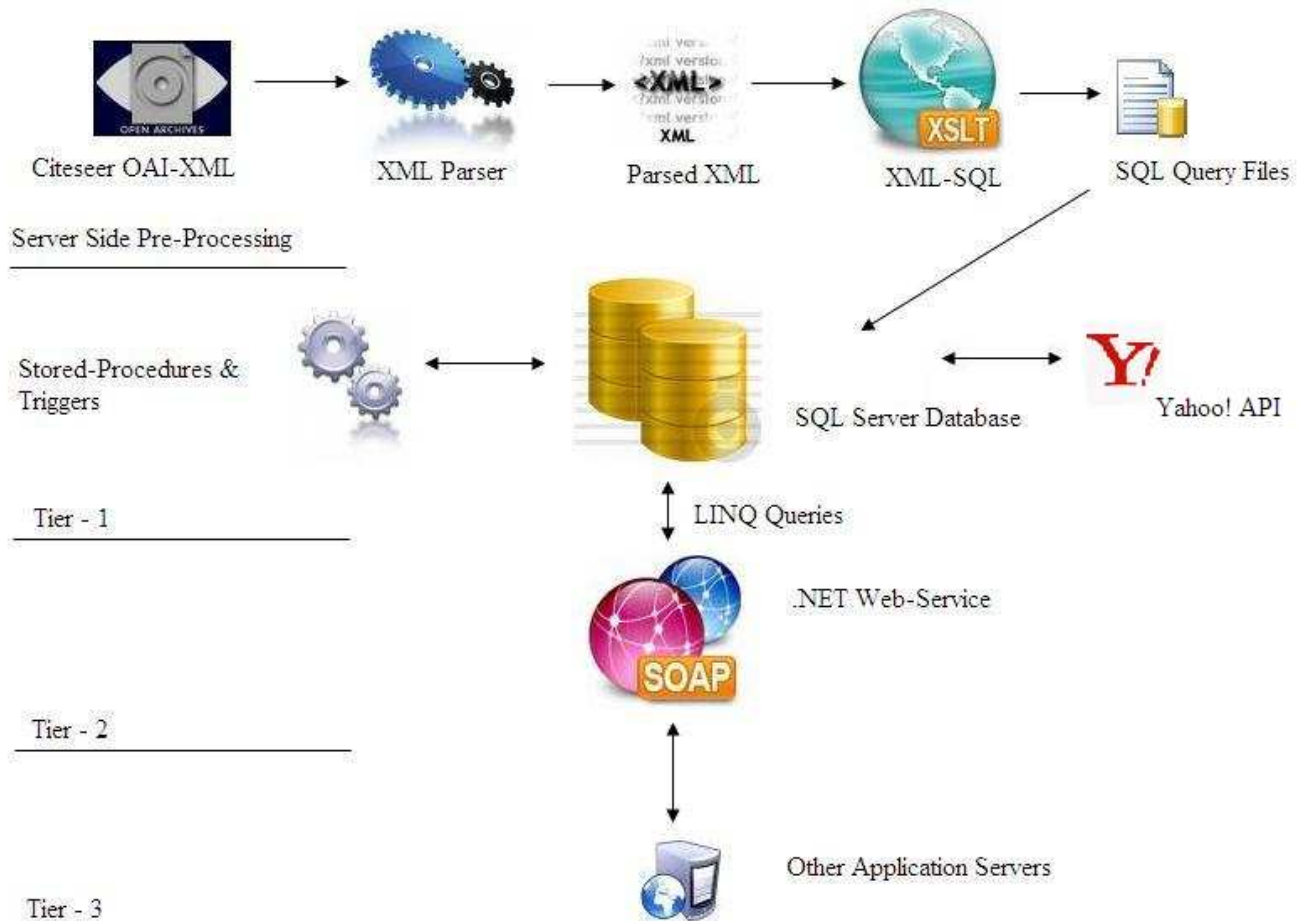 OPEN ARCHIVES
<XML>
XML
XSLT
Citeseer OAI-XML
XML Parser
Parsed XML
XML-SQL
SQL Query Files
Server Side Pre-Processing
Stored-Procedures &
Triggers
SQL Server Database
Y!
Yahoo! API
Tier - 1
LINQ Queries
.NET Web-Service
SOAP
Tier - 2
Other Application Servers
Tier - 3